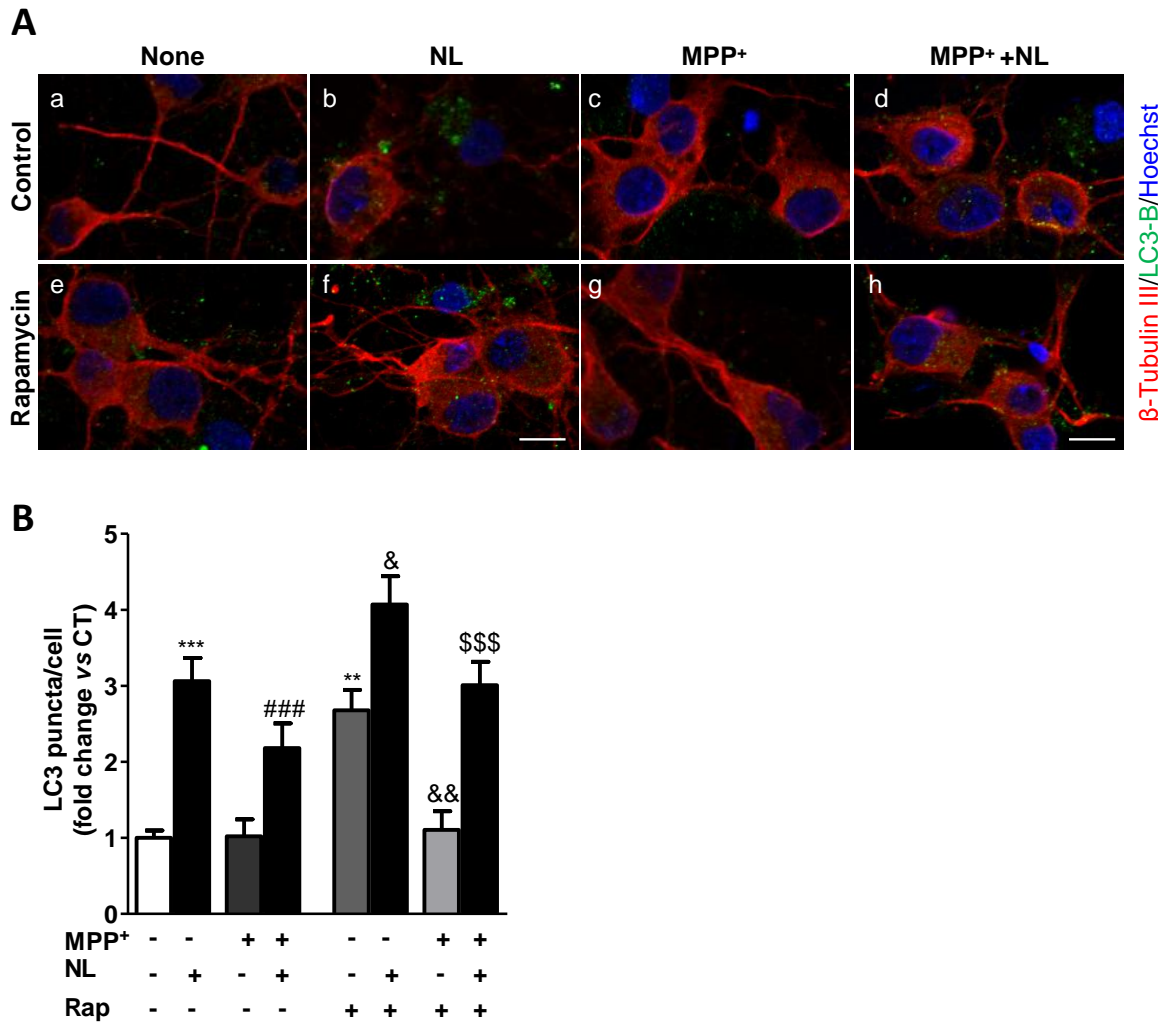 A
None NL MPP⁺ MPP⁺ +NL
Control
a b c d
Rapamycin
e f g h
ß-Tubulin III/LC3-B/Hoechst
B
LC3 puncta/cell
(fold change vs CT)
5
4
3
2
1
0
*** ### ** & && $$$
MPP⁺ - - + + - - + +
NL - + - + - + - +
Rap - - - - + + + +